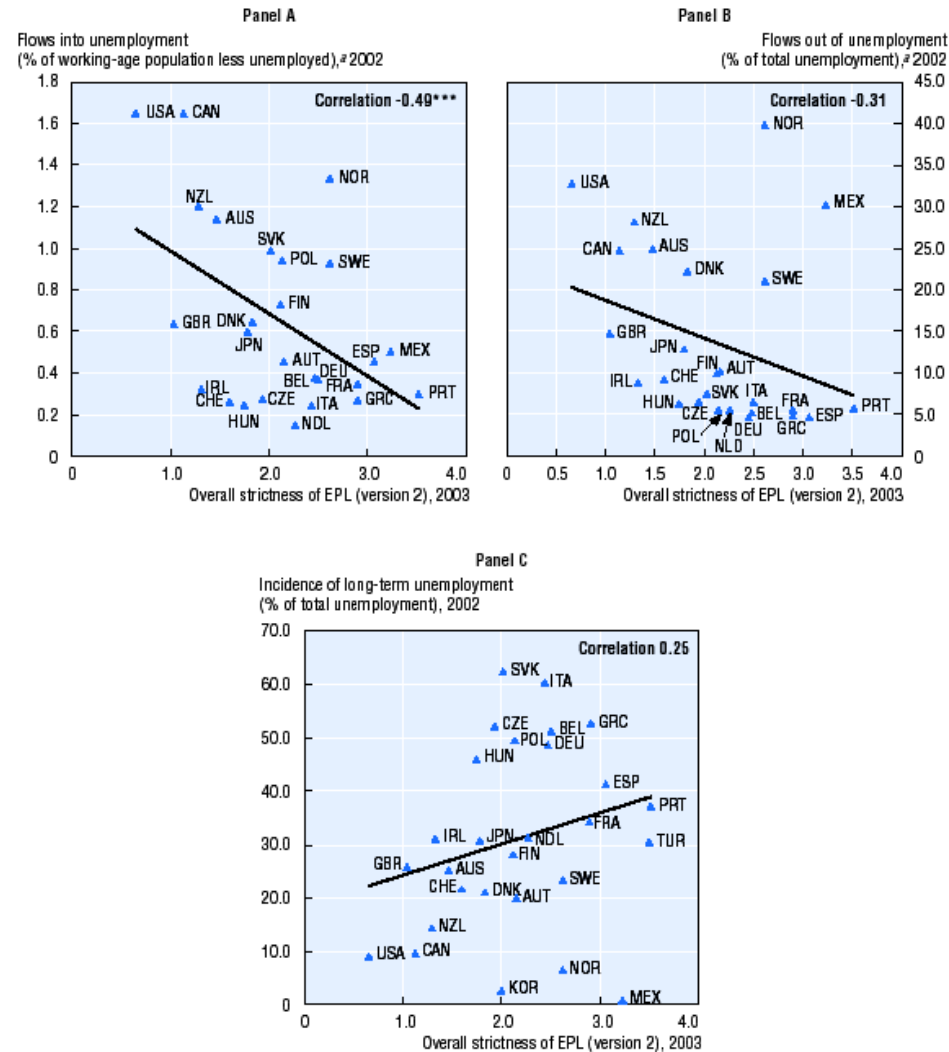 Panel A
Flows into unemployment
(% of working-age population less unemployed),ᵃ 2002
1.8
1.6
1.4
1.2
1.0
0.8
0.6
0.4
0.2
0
Correlation -0.49***
USA
CAN
NOR
NZL
AUS
SVK
POL
SWE
FIN
GBR
DNK
JPN
ESP
MEX
AUT
DEU
BEL
FRA
PRT
IRL
CHE
CZE
ITA
GRC
HUN
NDL
1.0
2.0
3.0
4.0
Overall strictness of EPL (version 2), 2003
Panel B
Flows out of unemployment
(% of total unemployment),ᵃ 2002
45.0
40.0
35.0
30.0
25.0
20.0
15.0
10.0
5.0
0
Correlation -0.31
NOR
USA
MEX
NZL
CAN
AUS
DNK
SWE
GBR
JPN
FIN
AUT
IRL
CHE
SVK
ITA
HUN
FRA
PRT
CZE
BEL
ESP
POL
DEU
GRC
NLD
0
0.5
1.0
1.5
2.0
2.5
3.0
3.5
4.0
Overall strictness of EPL (version 2), 2003
Panel C
Incidence of long-term unemployment
(% of total unemployment), 2002
70.0
60.0
50.0
40.0
30.0
20.0
10.0
0
Correlation 0.25
SVK
ITA
CZE
BEL
GRC
POL
DEU
HUN
ESP
PRT
FRA
IRL
JPN
NDL
TUR
FIN
GBR
AUS
SWE
CHE
DNK
AUT
NZL
USA
CAN
NOR
KOR
MEX
0
1.0
2.0
3.0
4.0
Overall strictness of EPL (version 2), 2003